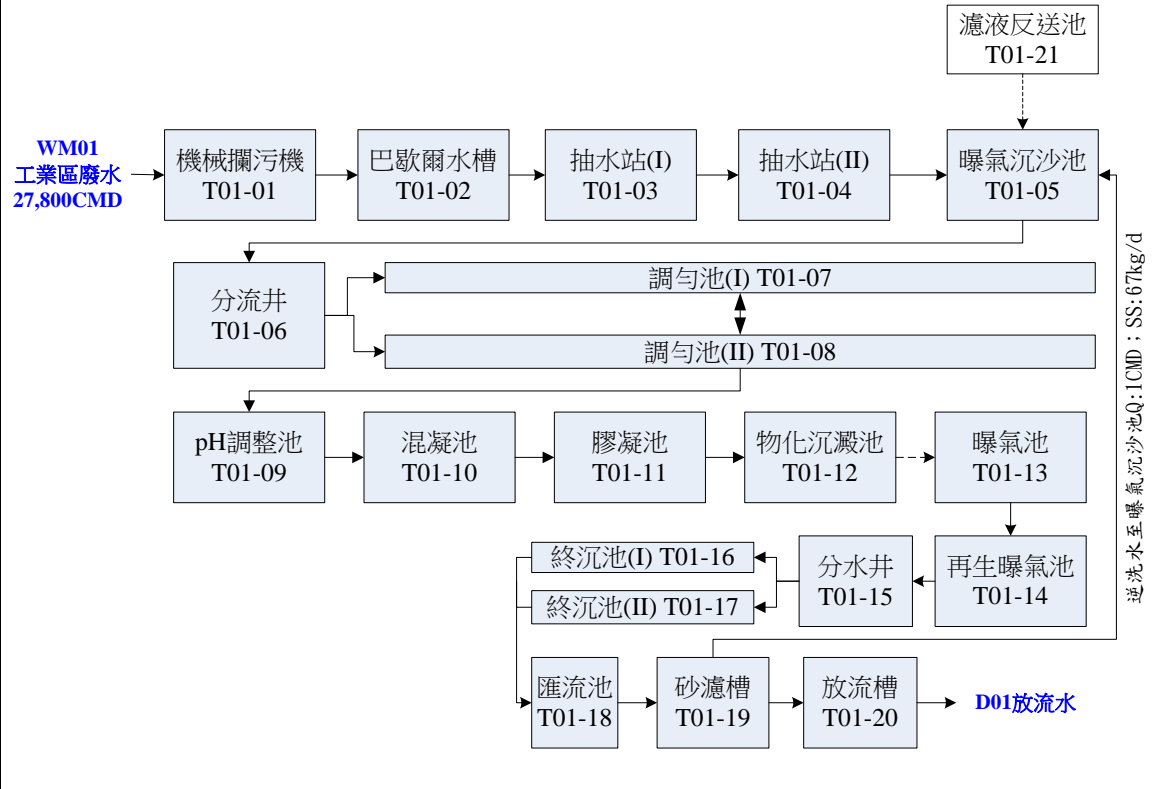 濾液反送池
T01-21
WM01
工業區廢水
27,800CMD
機械攔污機
T01-01
巴歇爾水槽
T01-02
抽水站(I)
T01-03
抽水站(II)
T01-04
曝氣沉沙池
T01-05
分流井
T01-06
調勻池(I) T01-07
調勻池(II) T01-08
逆洗水至曝氣沉沙池Q:1CMD；SS:67kg/d
pH調整池
T01-09
混凝池
T01-10
膠凝池
T01-11
物化沉澱池
T01-12
曝氣池
T01-13
終沉池(I) T01-16
終沉池(II) T01-17
分水井
T01-15
再生曝氣池
T01-14
匯流池
T01-18
砂濾槽
T01-19
放流槽
T01-20
D01放流水